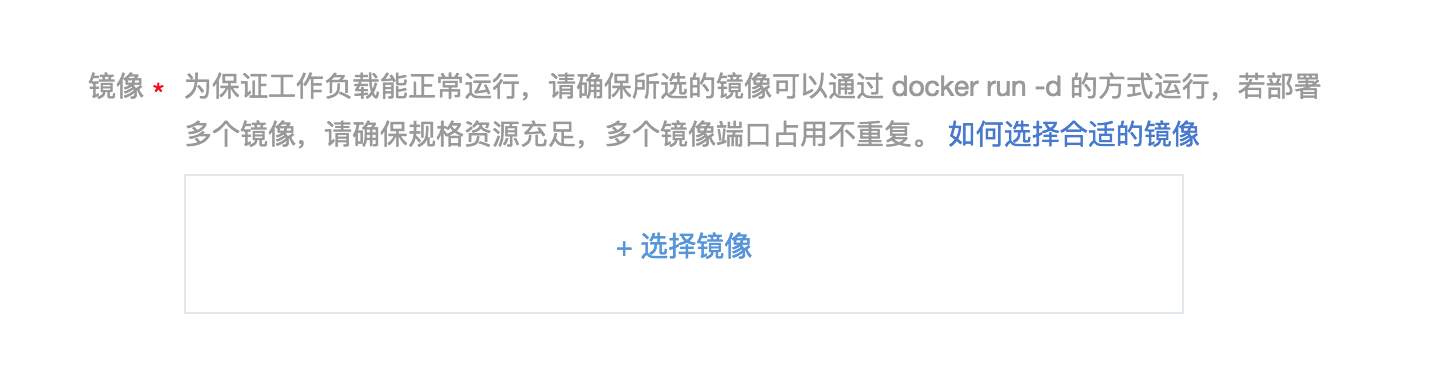 镜像 * 为保证工作负载能正常运行，请确保所选的镜像可以通过 docker run -d 的方式运行，若部署
多个镜像，请确保规格资源充足，多个镜像端口占用不重复。 如何选择合适的镜像
+ 选择镜像